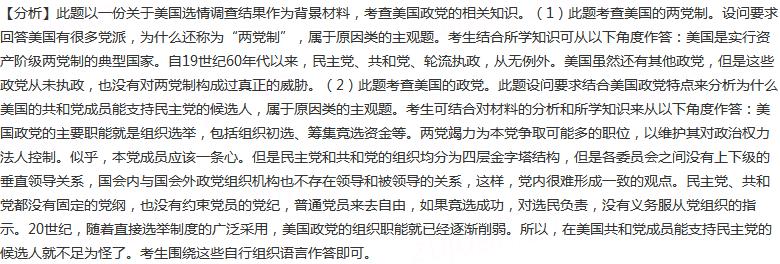 【分析】此题以一份关于美国选情调查结果作为背景材料，考查美国政党的相关知识。（1）此题考查美国的两党制。设问要求
回答美国有很多党派，为什么还称为“两党制”，属于原因类的主观题。考生结合所学知识可从以下角度作答：美国是实行资
产阶级两党制的典型国家。自19世纪60年代以来，民主党、共和党、轮流执政，从无例外。美国虽然还有其他政党，但是这些
政党从未执政，也没有对两党制构成过真正的威胁。（2）此题考查美国的政党。此题设问要求结合美国政党特点来分析为什么
美国的共和党成员能支持民主党的候选人，属于原因类的主观题。考生可结合对材料的分析和所学知识来从以下角度作答：美
国政党的主要职能就是组织选举，包括组织初选、筹集竞选资金等。两党竭力为本党争取可能多的职位，以维护其对政治权力
法人控制。似乎，本党成员应该一条心。但是民主党和共和党的组织均分为四层金字塔结构，但是各委员会之间没有上下级的
垂直领导关系，国会内与国会外政党组织机构也不存在领导和被领导的关系，这样，党内很难形成一致的观点。民主党、共和
党都没有固定的党纲，也没有约束党员的党纪，普通党员来去自由，如果竞选成功，对选民负责，没有义务服从党组织的指
示。20世纪，随着直接选举制度的广泛采用，美国政党的组织职能就已经逐渐削弱。所以，在美国共和党成员能支持民主党的
候选人就不足为怪了。考生围绕这些自行组织语言作答即可。